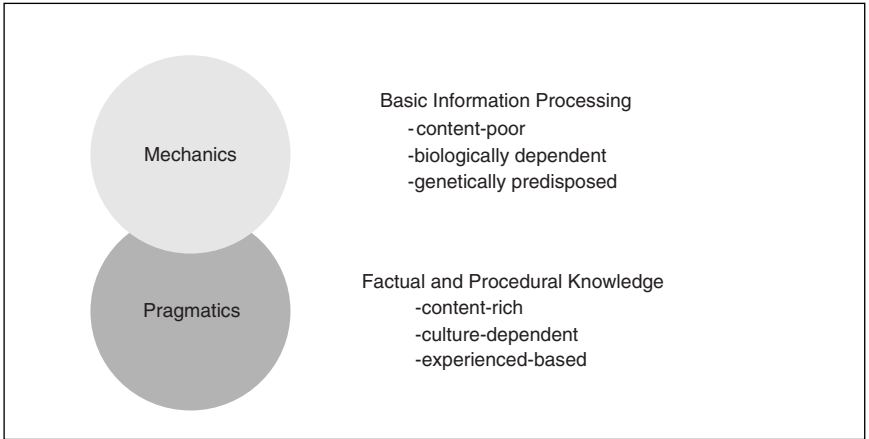 Mechanics
Basic Information Processing
-content-poor
-biologically dependent
-genetically predisposed
Pragmatics
Factual and Procedural Knowledge
-content-rich
-culture-dependent
-experienced-based